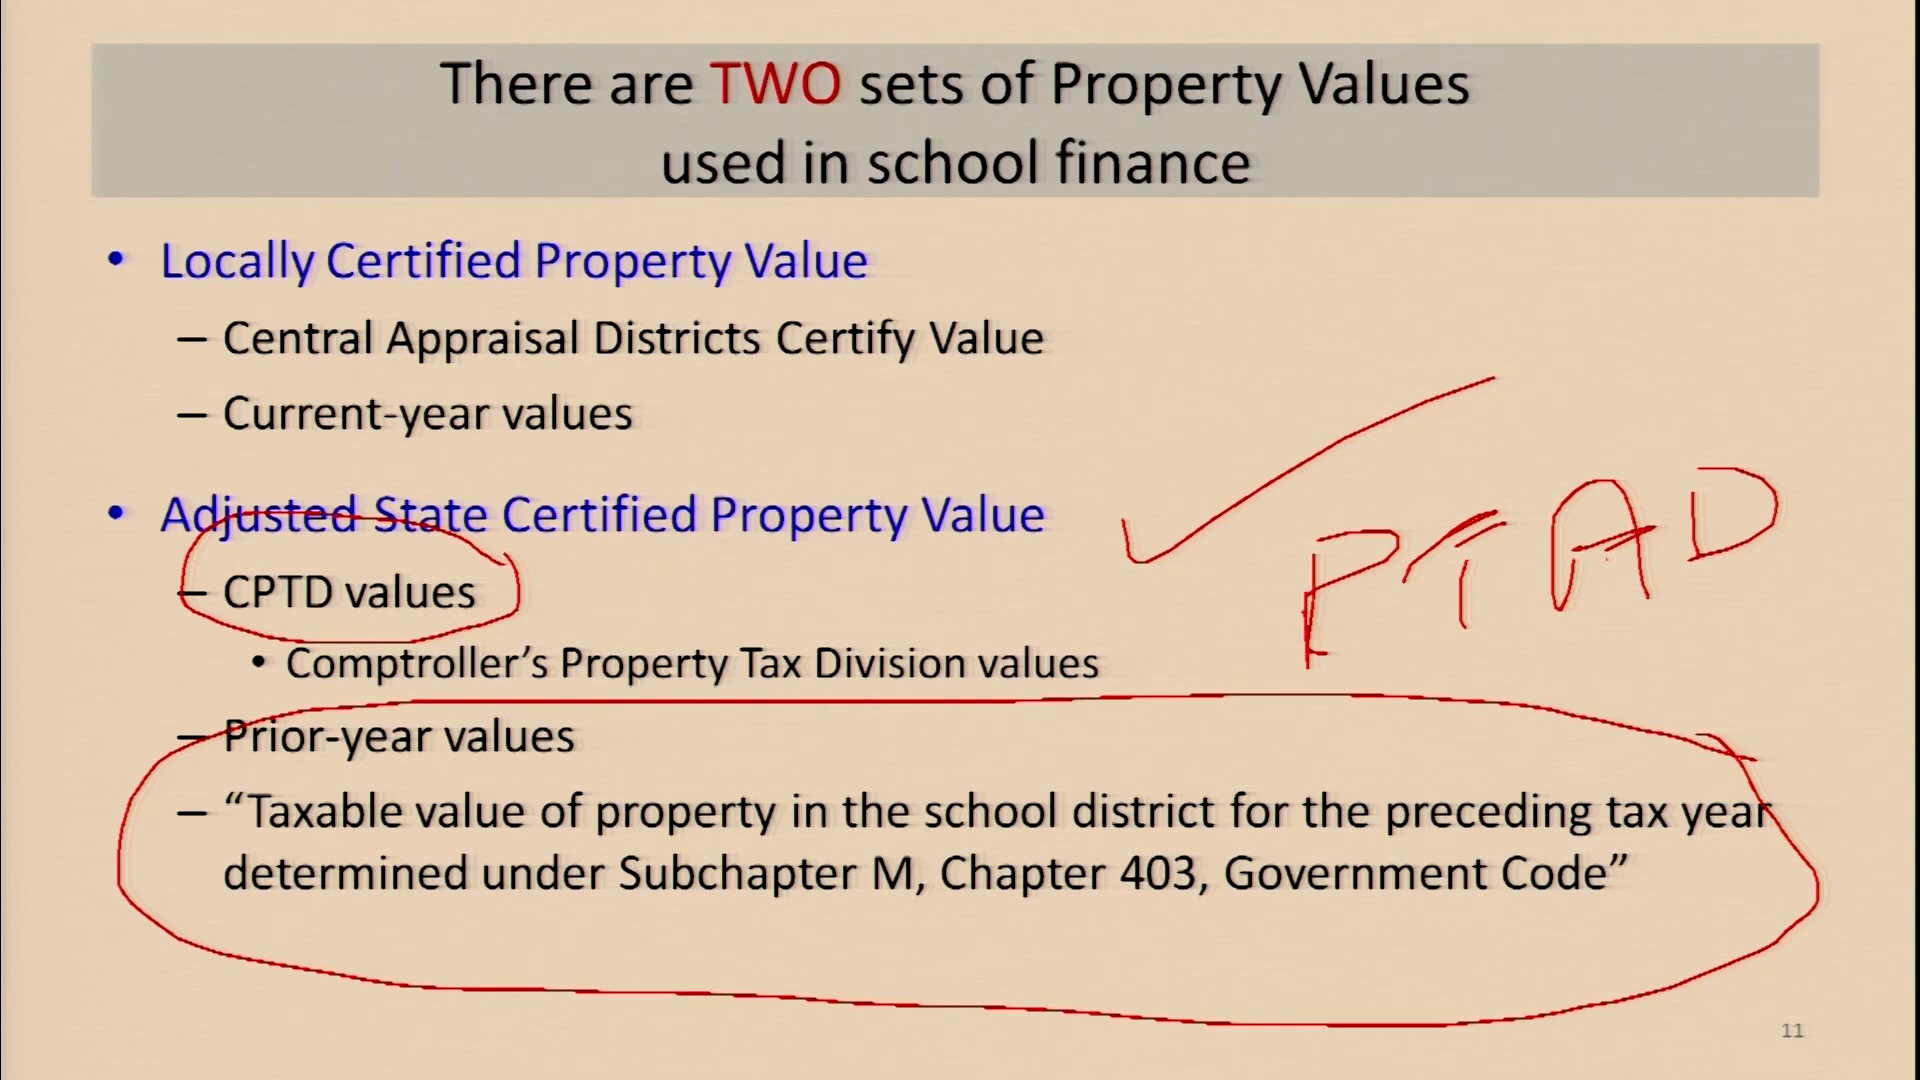 There are TWO sets of Property Values
used in school finance
• Locally Certified Property Value
– Central Appraisal Districts Certify Value
– Current-year values
• Adjusted State Certified Property Value
– CPTD values
PTAD
• Comptroller’s Property Tax Division values
– Prior-year values
– “Taxable value of property in the school district for the preceding tax year
determined under Subchapter M, Chapter 403, Government Code”
11